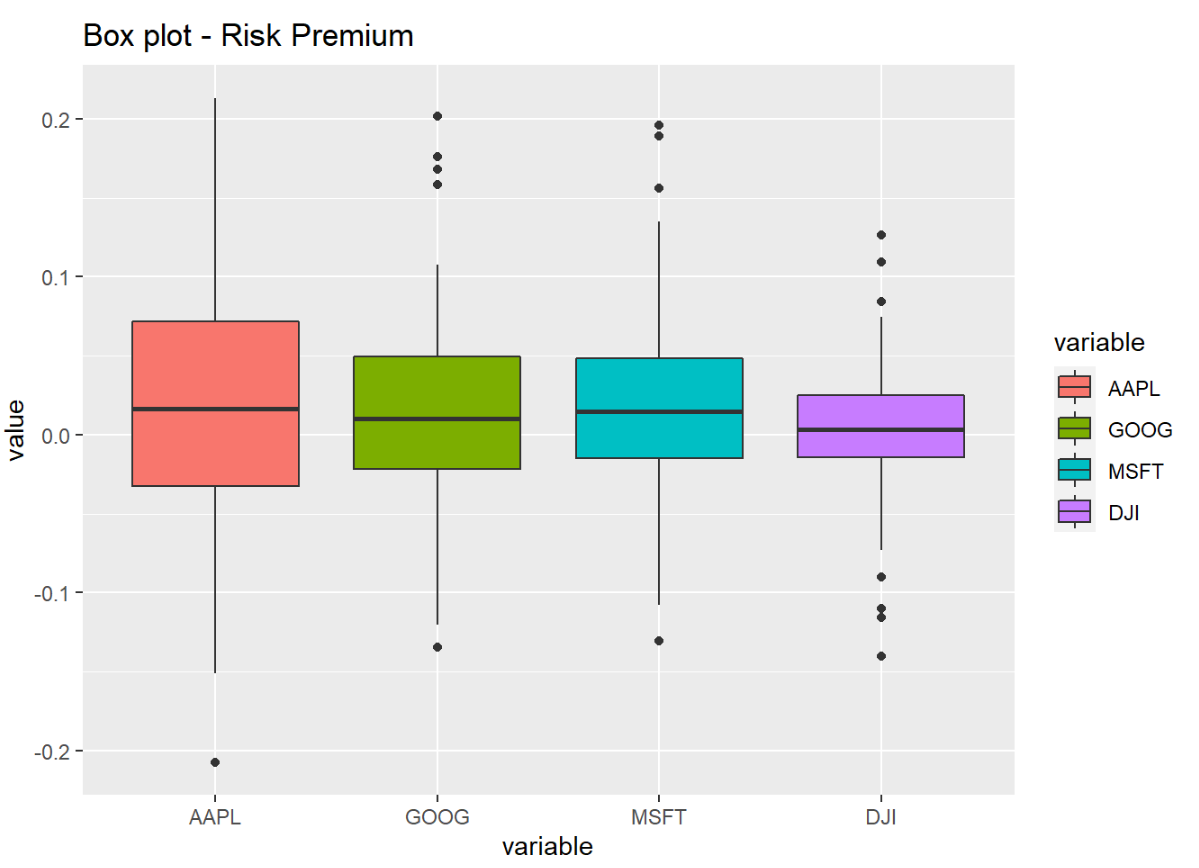 Box plot - Risk Premium
0.2
0.1
0.0
-0.1
-0.2
value
AAPL GOOG MSFT DJI
variable
variable
AAPL
GOOG
MSFT
DJI